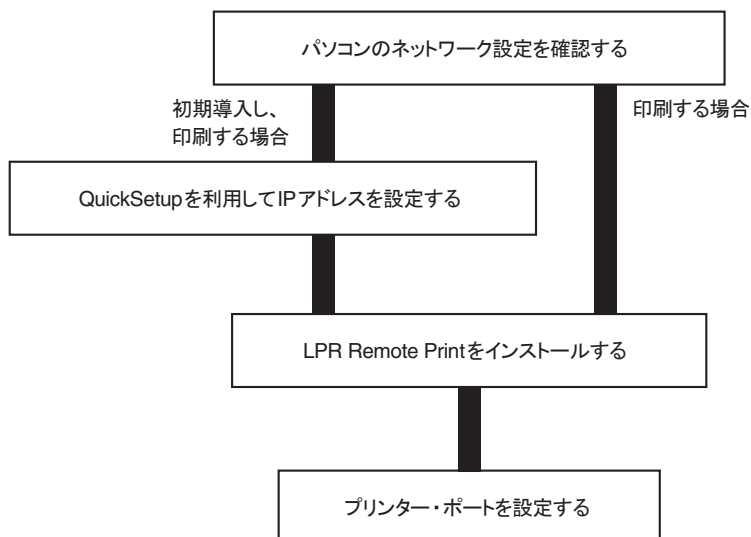 パソコンのネットワーク設定を確認する
初期導入し、
印刷する場合
印刷する場合
QuickSetupを利用してIPアドレスを設定する
LPR Remote Printをインストールする
プリンター・ポートを設定する